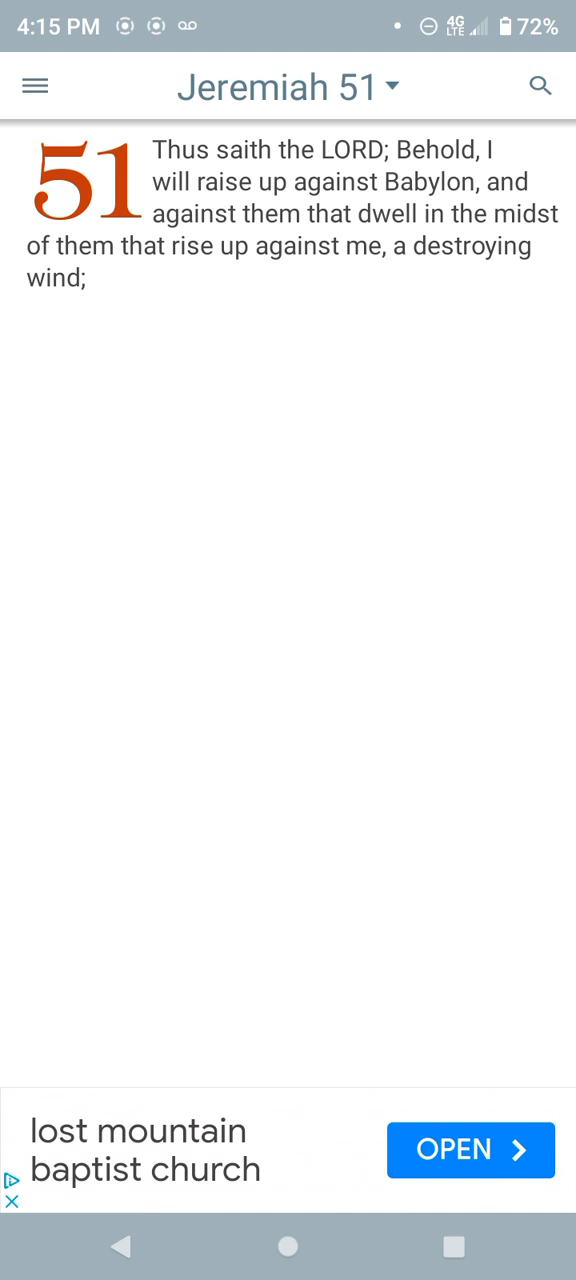 4:15 PM 4G LTE 72%
Jeremiah 51
51 Thus saith the LORD; Behold, I
will raise up against Babylon, and
against them that dwell in the midst
of them that rise up against me, a destroying
wind;
lost mountain
baptist church
OPEN